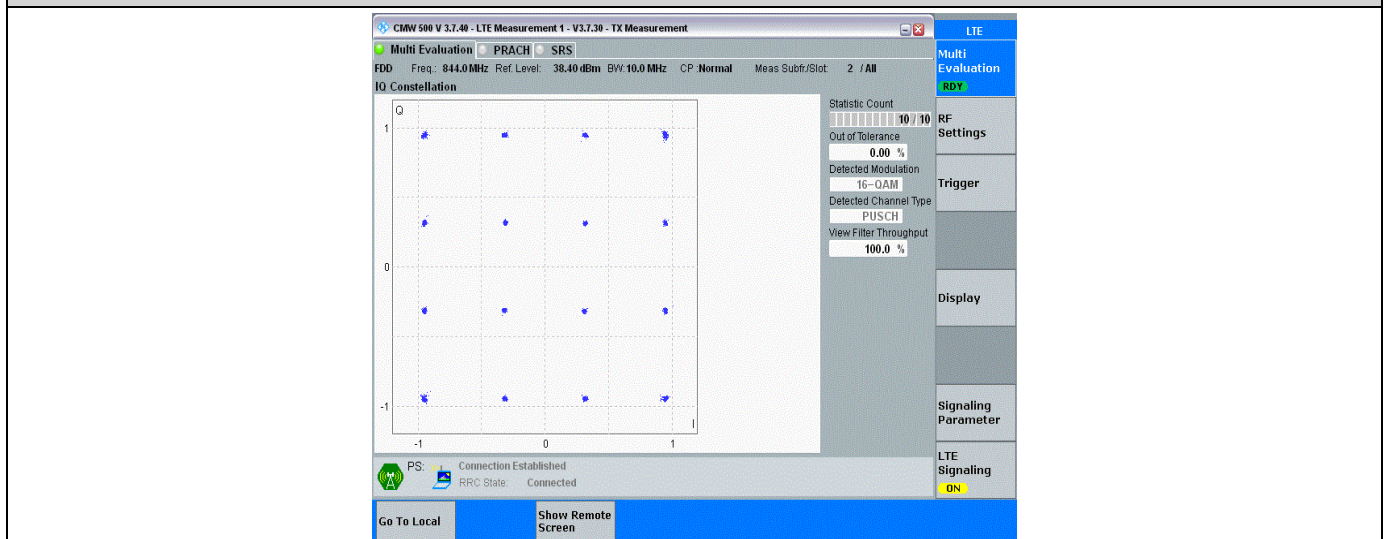 CMW 500 V 3.7.40 - LTE Measurement 1 - V3.7.30 - TX Measurement
LTE
Multi Evaluation PRACH SRS
Multi
Evaluation
RDY
FDD Freq.: 844.0 MHz Ref. Level: 38.40 dBm BW: 10.0 MHz CP :Normal Meas Subfr./Slot: 2 / All
IQ Constellation
Q
1
0
-1
I
-1 0 1
Statistic Count
10 / 10
Out of Tolerance
0.00 %
Detected Modulation
16-QAM
Detected Channel Type
PUSCH
View Filter Throughput
100.0 %
RF
Settings
Trigger
Display
Signaling
Parameter
LTE
Signaling
ON
PS: Connection Established
RRC State: Connected
Go To Local
Show Remote
Screen